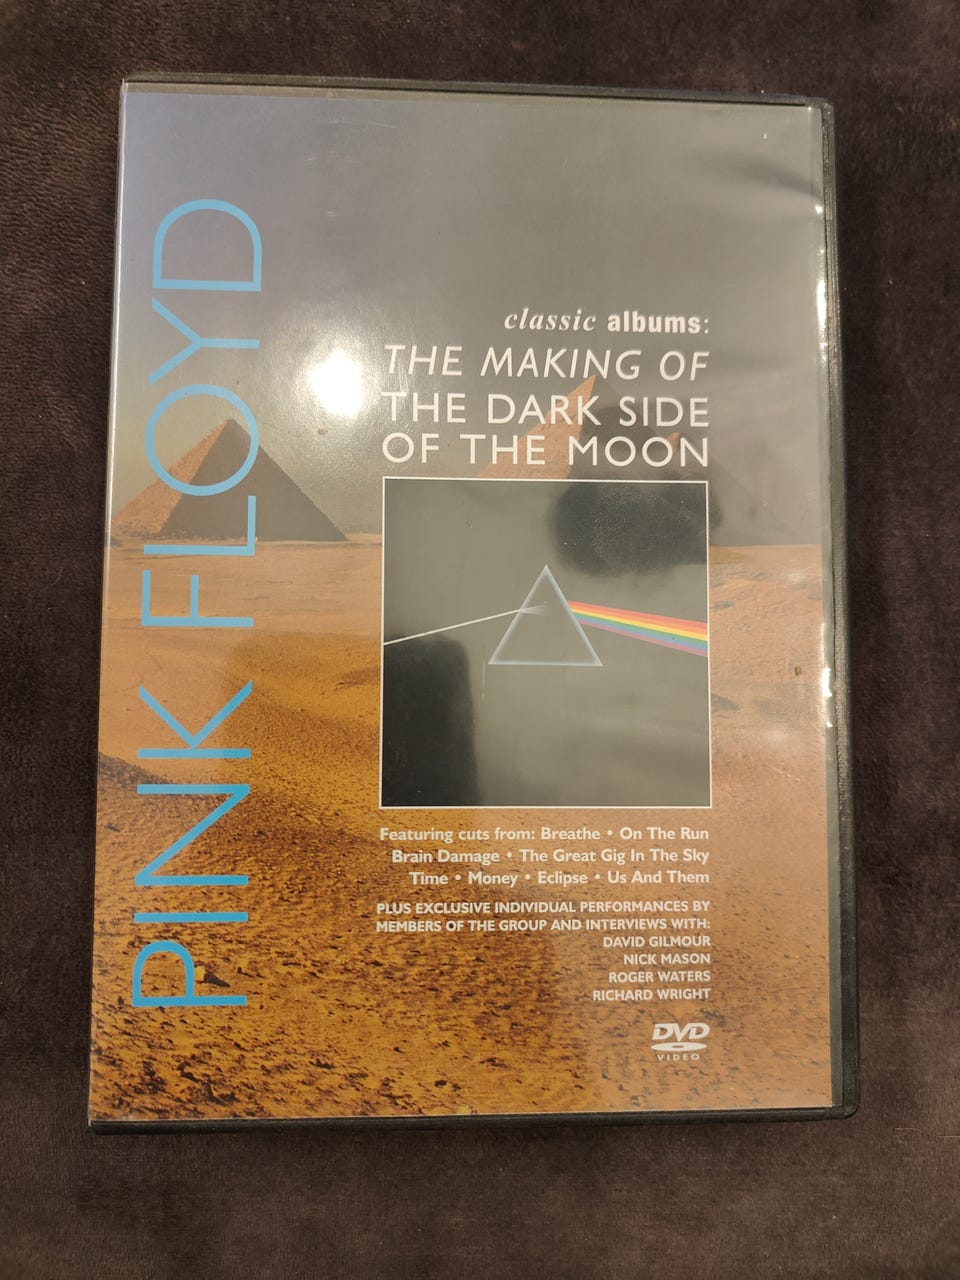 PINK FLOYD
classic albums:
THE MAKING OF
THE DARK SIDE
OF THE MOON
Featuring cuts from: Breathe • On The Run
Brain Damage • The Great Gig In The Sky
Time • Money • Eclipse • Us And Them
PLUS EXCLUSIVE INDIVIDUAL PERFORMANCES BY
MEMBERS OF THE GROUP AND INTERVIEWS WITH:
DAVID GILMOUR
NICK MASON
ROGER WATERS
RICHARD WRIGHT
DVD
VIDEO